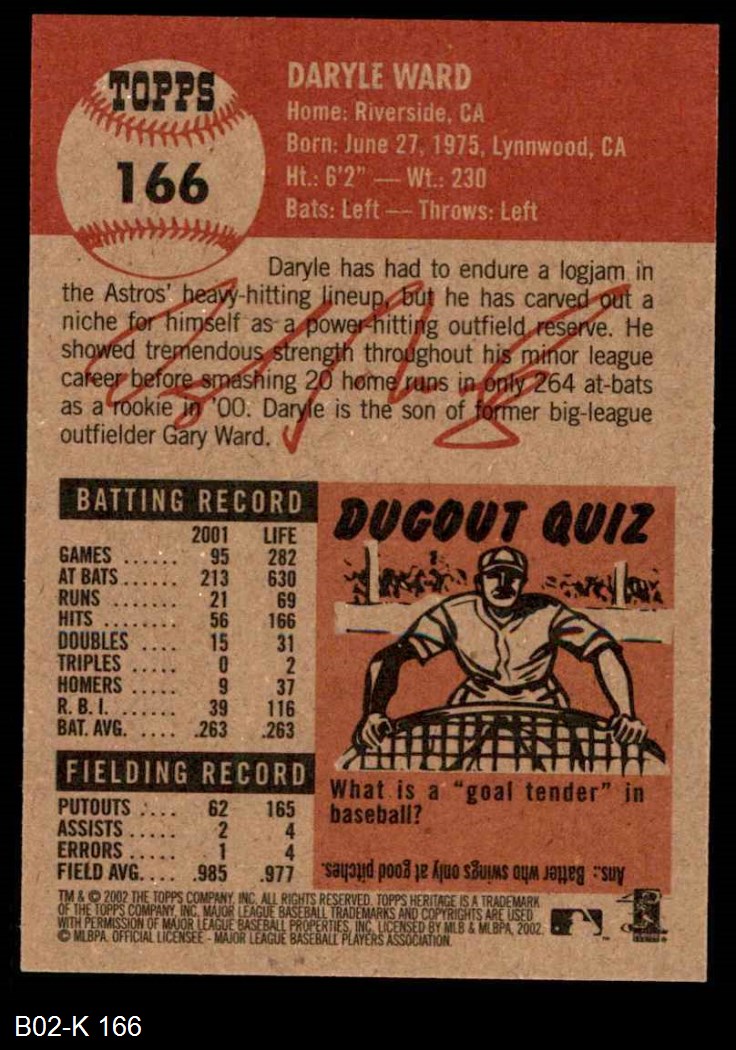 TOPPS
166
DARYLE WARD
Home: Riverside, CA
Born: June 27, 1975, Lynnwood, CA
Ht.: 6'2" — Wt.: 230
Bats: Left — Throws: Left
Daryle has had to endure a logjam in
the Astros' heavy-hitting lineup, but he has carved out a
niche for himself as a power-hitting outfield reserve. He
showed tremendous strength throughout his minor league
career before smashing 20 home runs in only 264 at-bats
as a rookie in '00. Daryle is the son of former big-league
outfielder Gary Ward.
BATTING RECORD
2001 LIFE
GAMES ...... 95 282
AT BATS ..... 213 630
RUNS ....... 21 69
HITS ....... 56 166
DOUBLES .... 15 31
TRIPLES ..... 0 2
HOMERS ..... 9 37
R. B. I. ...... 39 116
BAT. AVG. .... .263 .263
FIELDING RECORD
PUTOUTS .... 62 165
ASSISTS ..... 2 4
ERRORS ..... 1 4
FIELD AVG. ... .985 .977
DUGOUT QUIZ
What is a "goal tender" in
baseball?
Ans.: Batter who swings only at good pitches.
TM & © 2002 THE TOPPS COMPANY, INC. ALL RIGHTS RESERVED. TOPPS HERITAGE IS A TRADEMARK
OF THE TOPPS COMPANY, INC. MAJOR LEAGUE BASEBALL TRADEMARKS AND COPYRIGHTS ARE USED
WITH PERMISSION OF MAJOR LEAGUE BASEBALL PROPERTIES, INC. LICENSED BY MLB & MLBPA, 2002.
© MLBPA. OFFICIAL LICENSEE - MAJOR LEAGUE BASEBALL PLAYERS ASSOCIATION.
B02-K 166